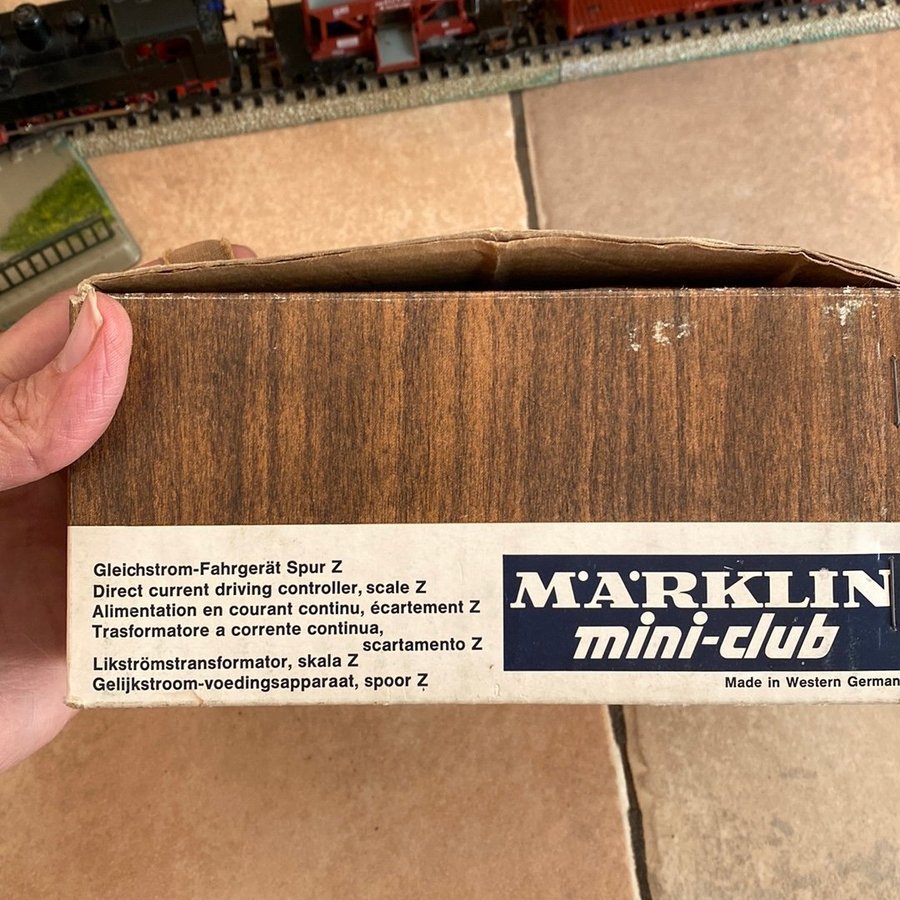 Gleichstrom-Fahrgerät Spur Z
Direct current driving controller, scale Z
Alimentation en courant continu, écartement Z
Trasformatore a corrente continua,
scartamento Z
Likströmstransformator, skala Z
Gelijkstroom-voedingsapparaat, spoor Z
MÄRKLIN
mini-club
Made in Western German